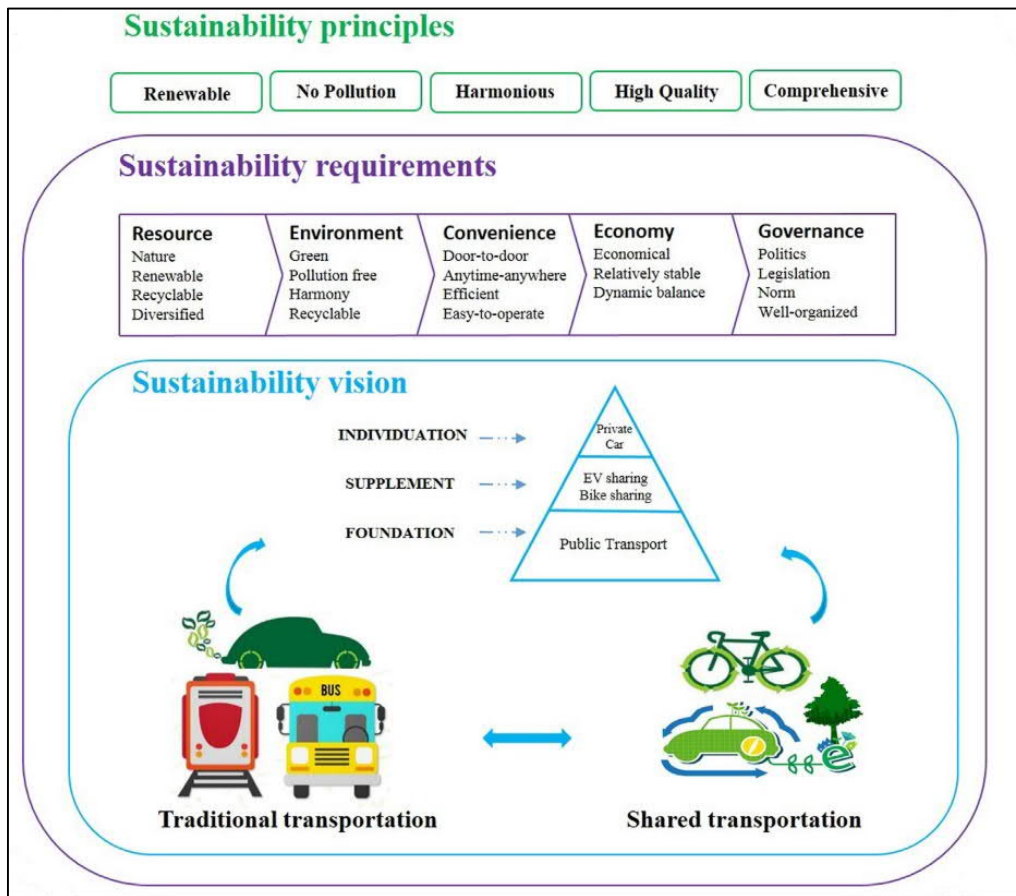 Sustainability principles
Renewable
No Pollution
Harmonious
High Quality
Comprehensive
Sustainability requirements
Resource
Nature
Renewable
Recyclable
Diversified
Environment
Green
Pollution free
Harmony
Recyclable
Convenience
Door-to-door
Anytime-anywhere
Efficient
Easy-to-operate
Economy
Economical
Relatively stable
Dynamic balance
Governance
Politics
Legislation
Norm
Well-organized
Sustainability vision
INDIVIDUATION
Private
Car
SUPPLEMENT
EV sharing
Bike sharing
FOUNDATION
Public Transport
BUS
e
Traditional transportation
Shared transportation